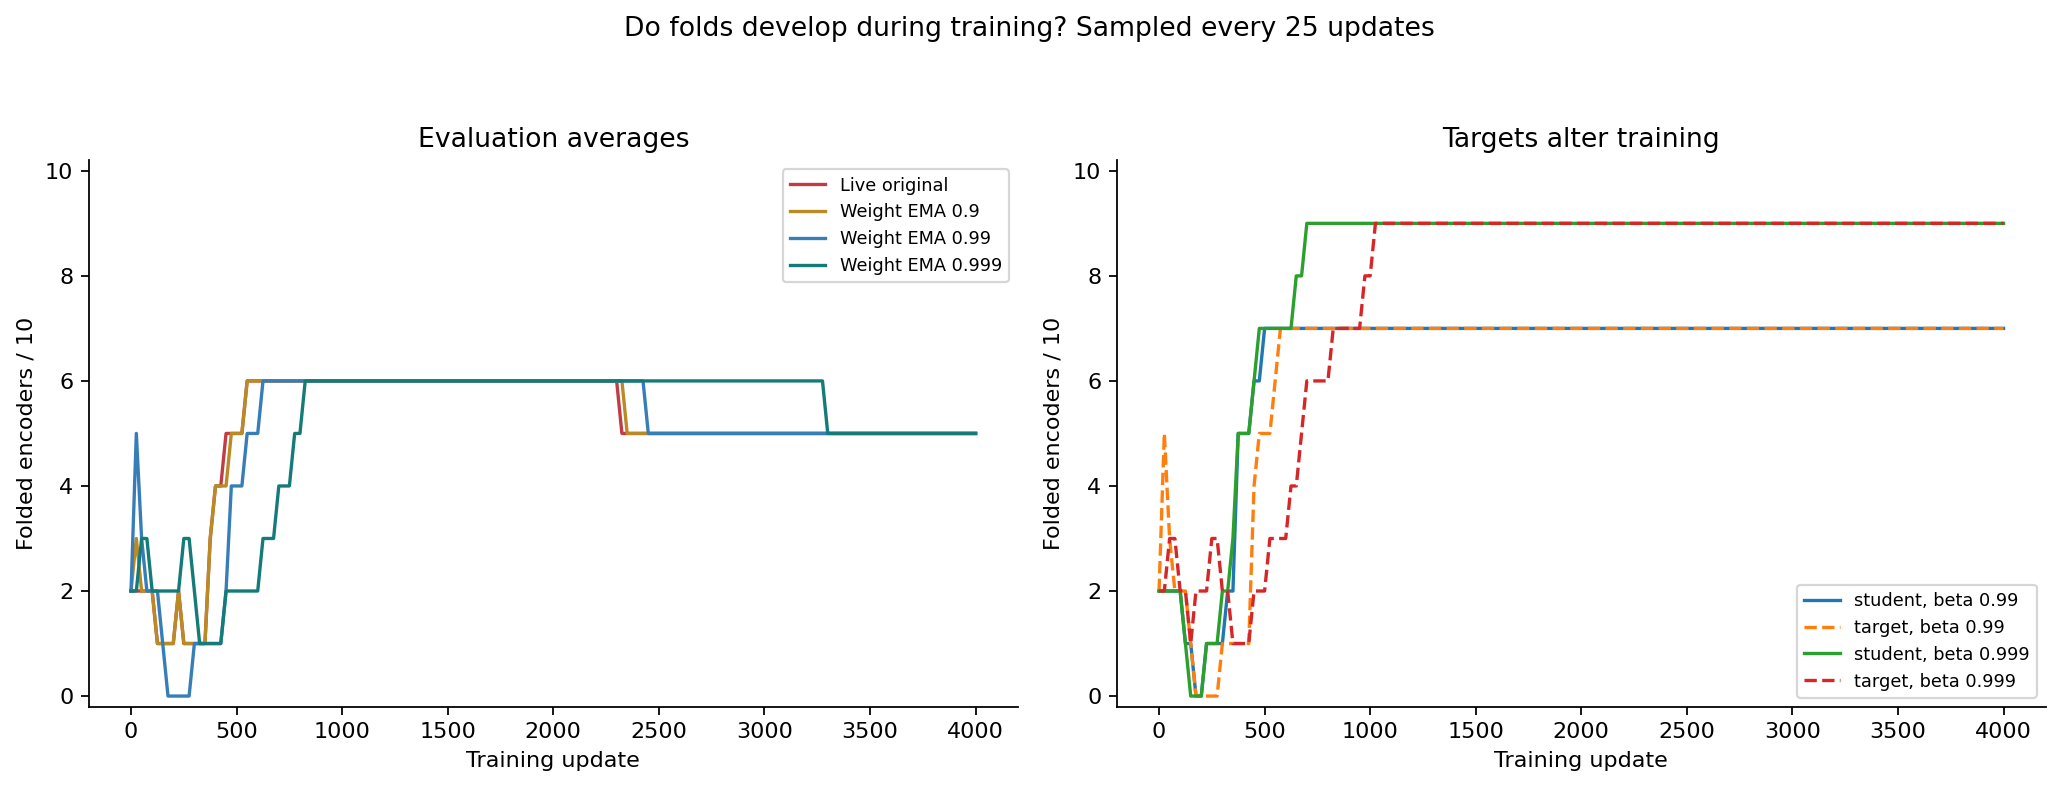 Do folds develop during training? Sampled every 25 updates
Evaluation averages
Folded encoders / 10
10
8
6
4
2
0
Live original
Weight EMA 0.9
Weight EMA 0.99
Weight EMA 0.999
0 500 1000 1500 2000 2500 3000 3500 4000
Training update
Targets alter training
Folded encoders / 10
10
8
6
4
2
0
student, beta 0.99
target, beta 0.99
student, beta 0.999
target, beta 0.999
0 500 1000 1500 2000 2500 3000 3500 4000
Training update